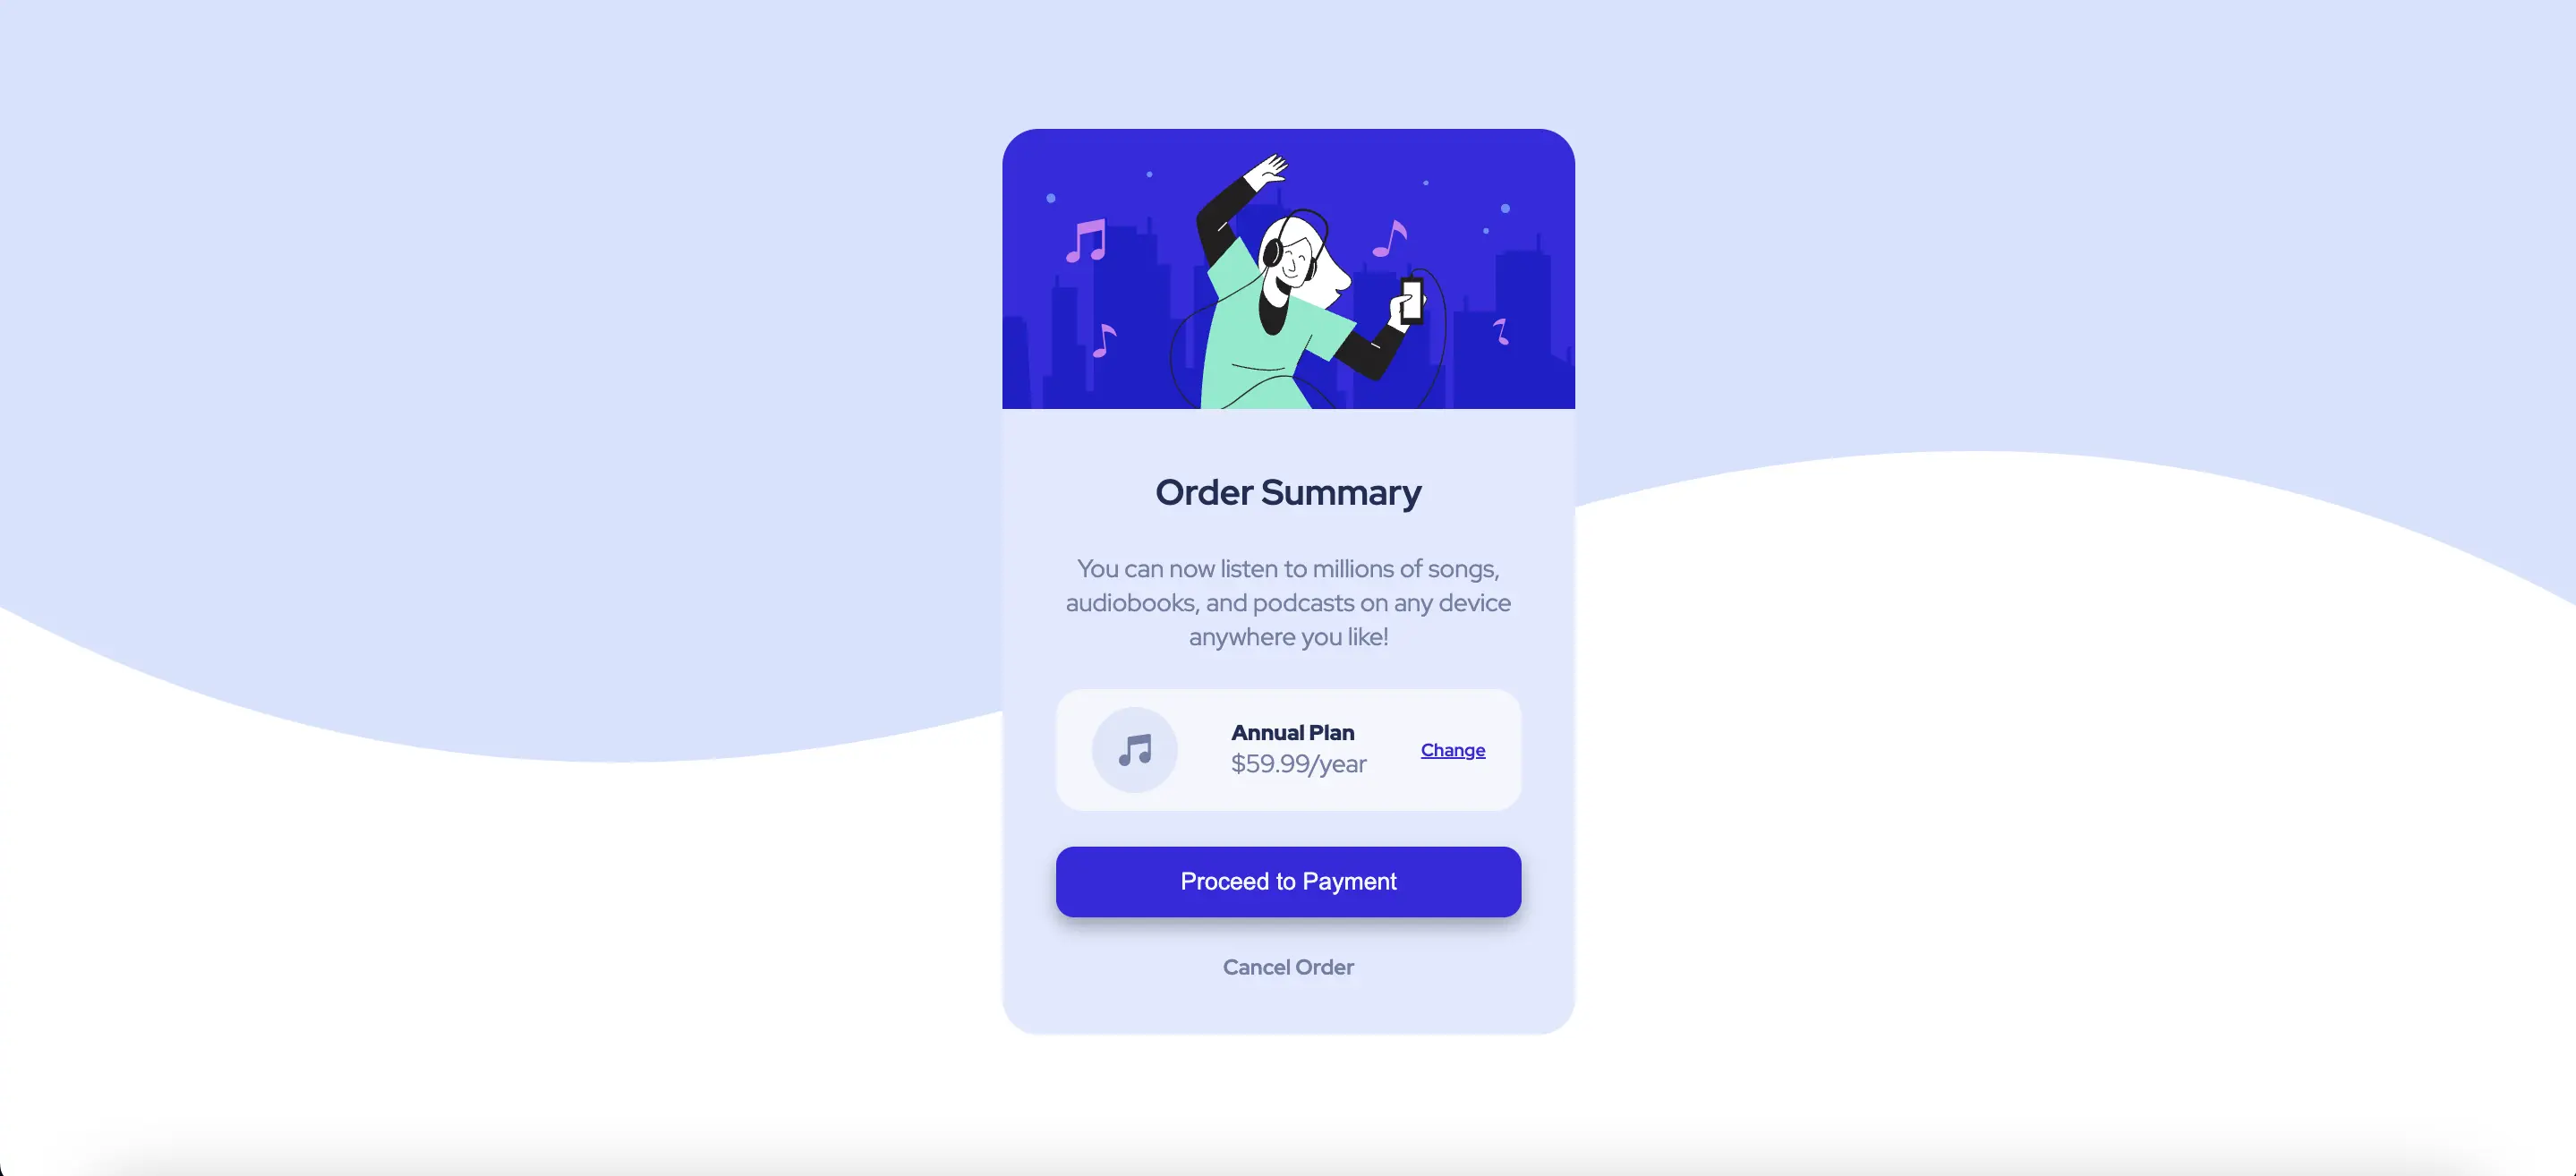 Order Summary
You can now listen to millions of songs,
audiobooks, and podcasts on any device
anywhere you like!
Annual Plan
$59.99/year
Change
Proceed to Payment
Cancel Order